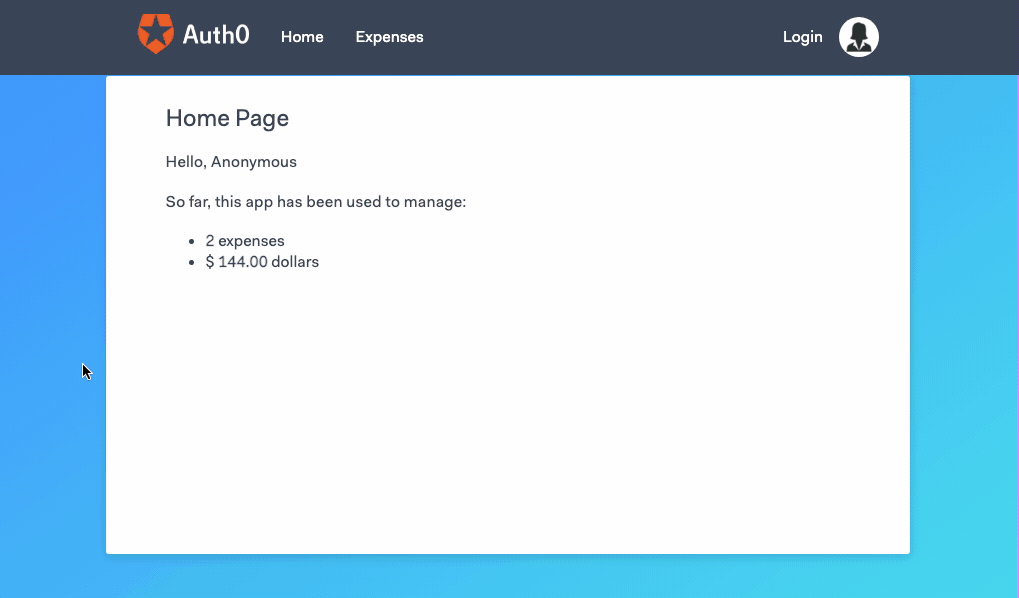 Auth0 Home Expenses Login
Home Page
Hello, Anonymous
So far, this app has been used to manage:
2 expenses
$ 144.00 dollars